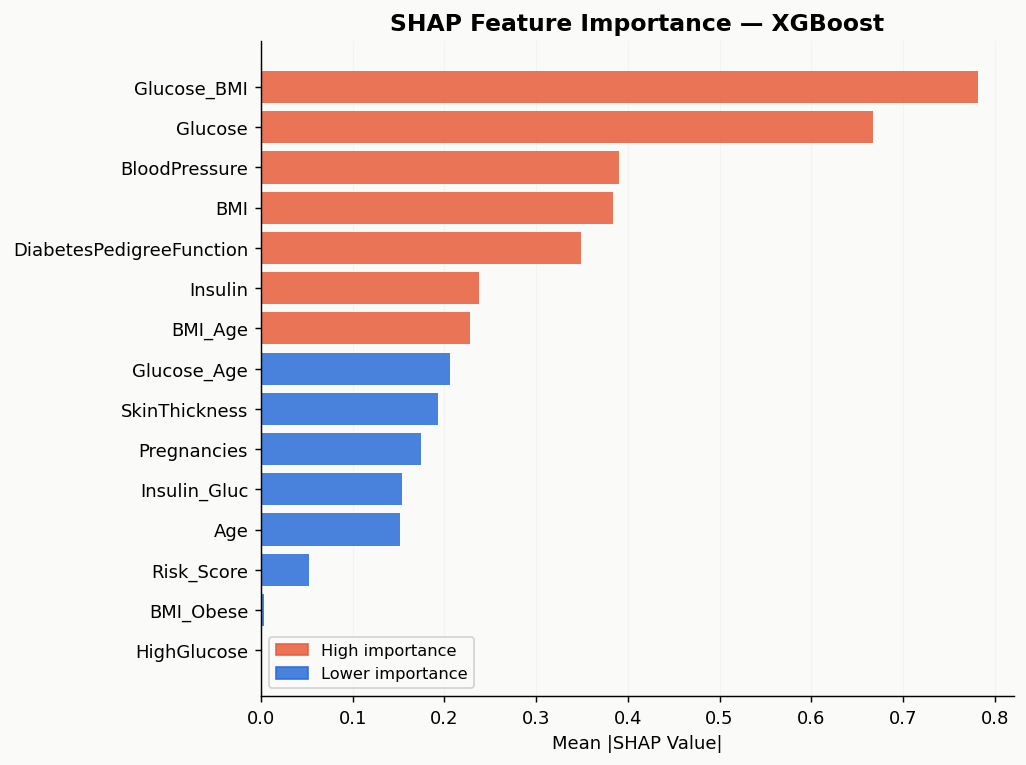 SHAP Feature Importance — XGBoost
Glucose_BMI
Glucose
BloodPressure
BMI
DiabetesPedigreeFunction
Insulin
BMI_Age
Glucose_Age
SkinThickness
Pregnancies
Insulin_Gluc
Age
Risk_Score
BMI_Obese
HighGlucose
High importance
Lower importance
0.0 0.1 0.2 0.3 0.4 0.5 0.6 0.7 0.8
Mean |SHAP Value|